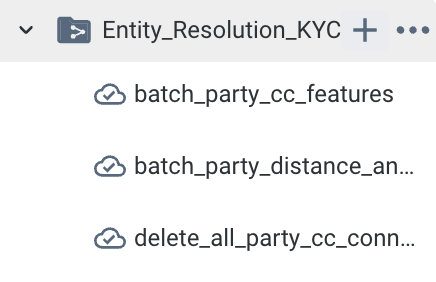 Entity_Resolution_KYC
batch_party_cc_features
batch_party_distance_an...
delete_all_party_cc_conn...